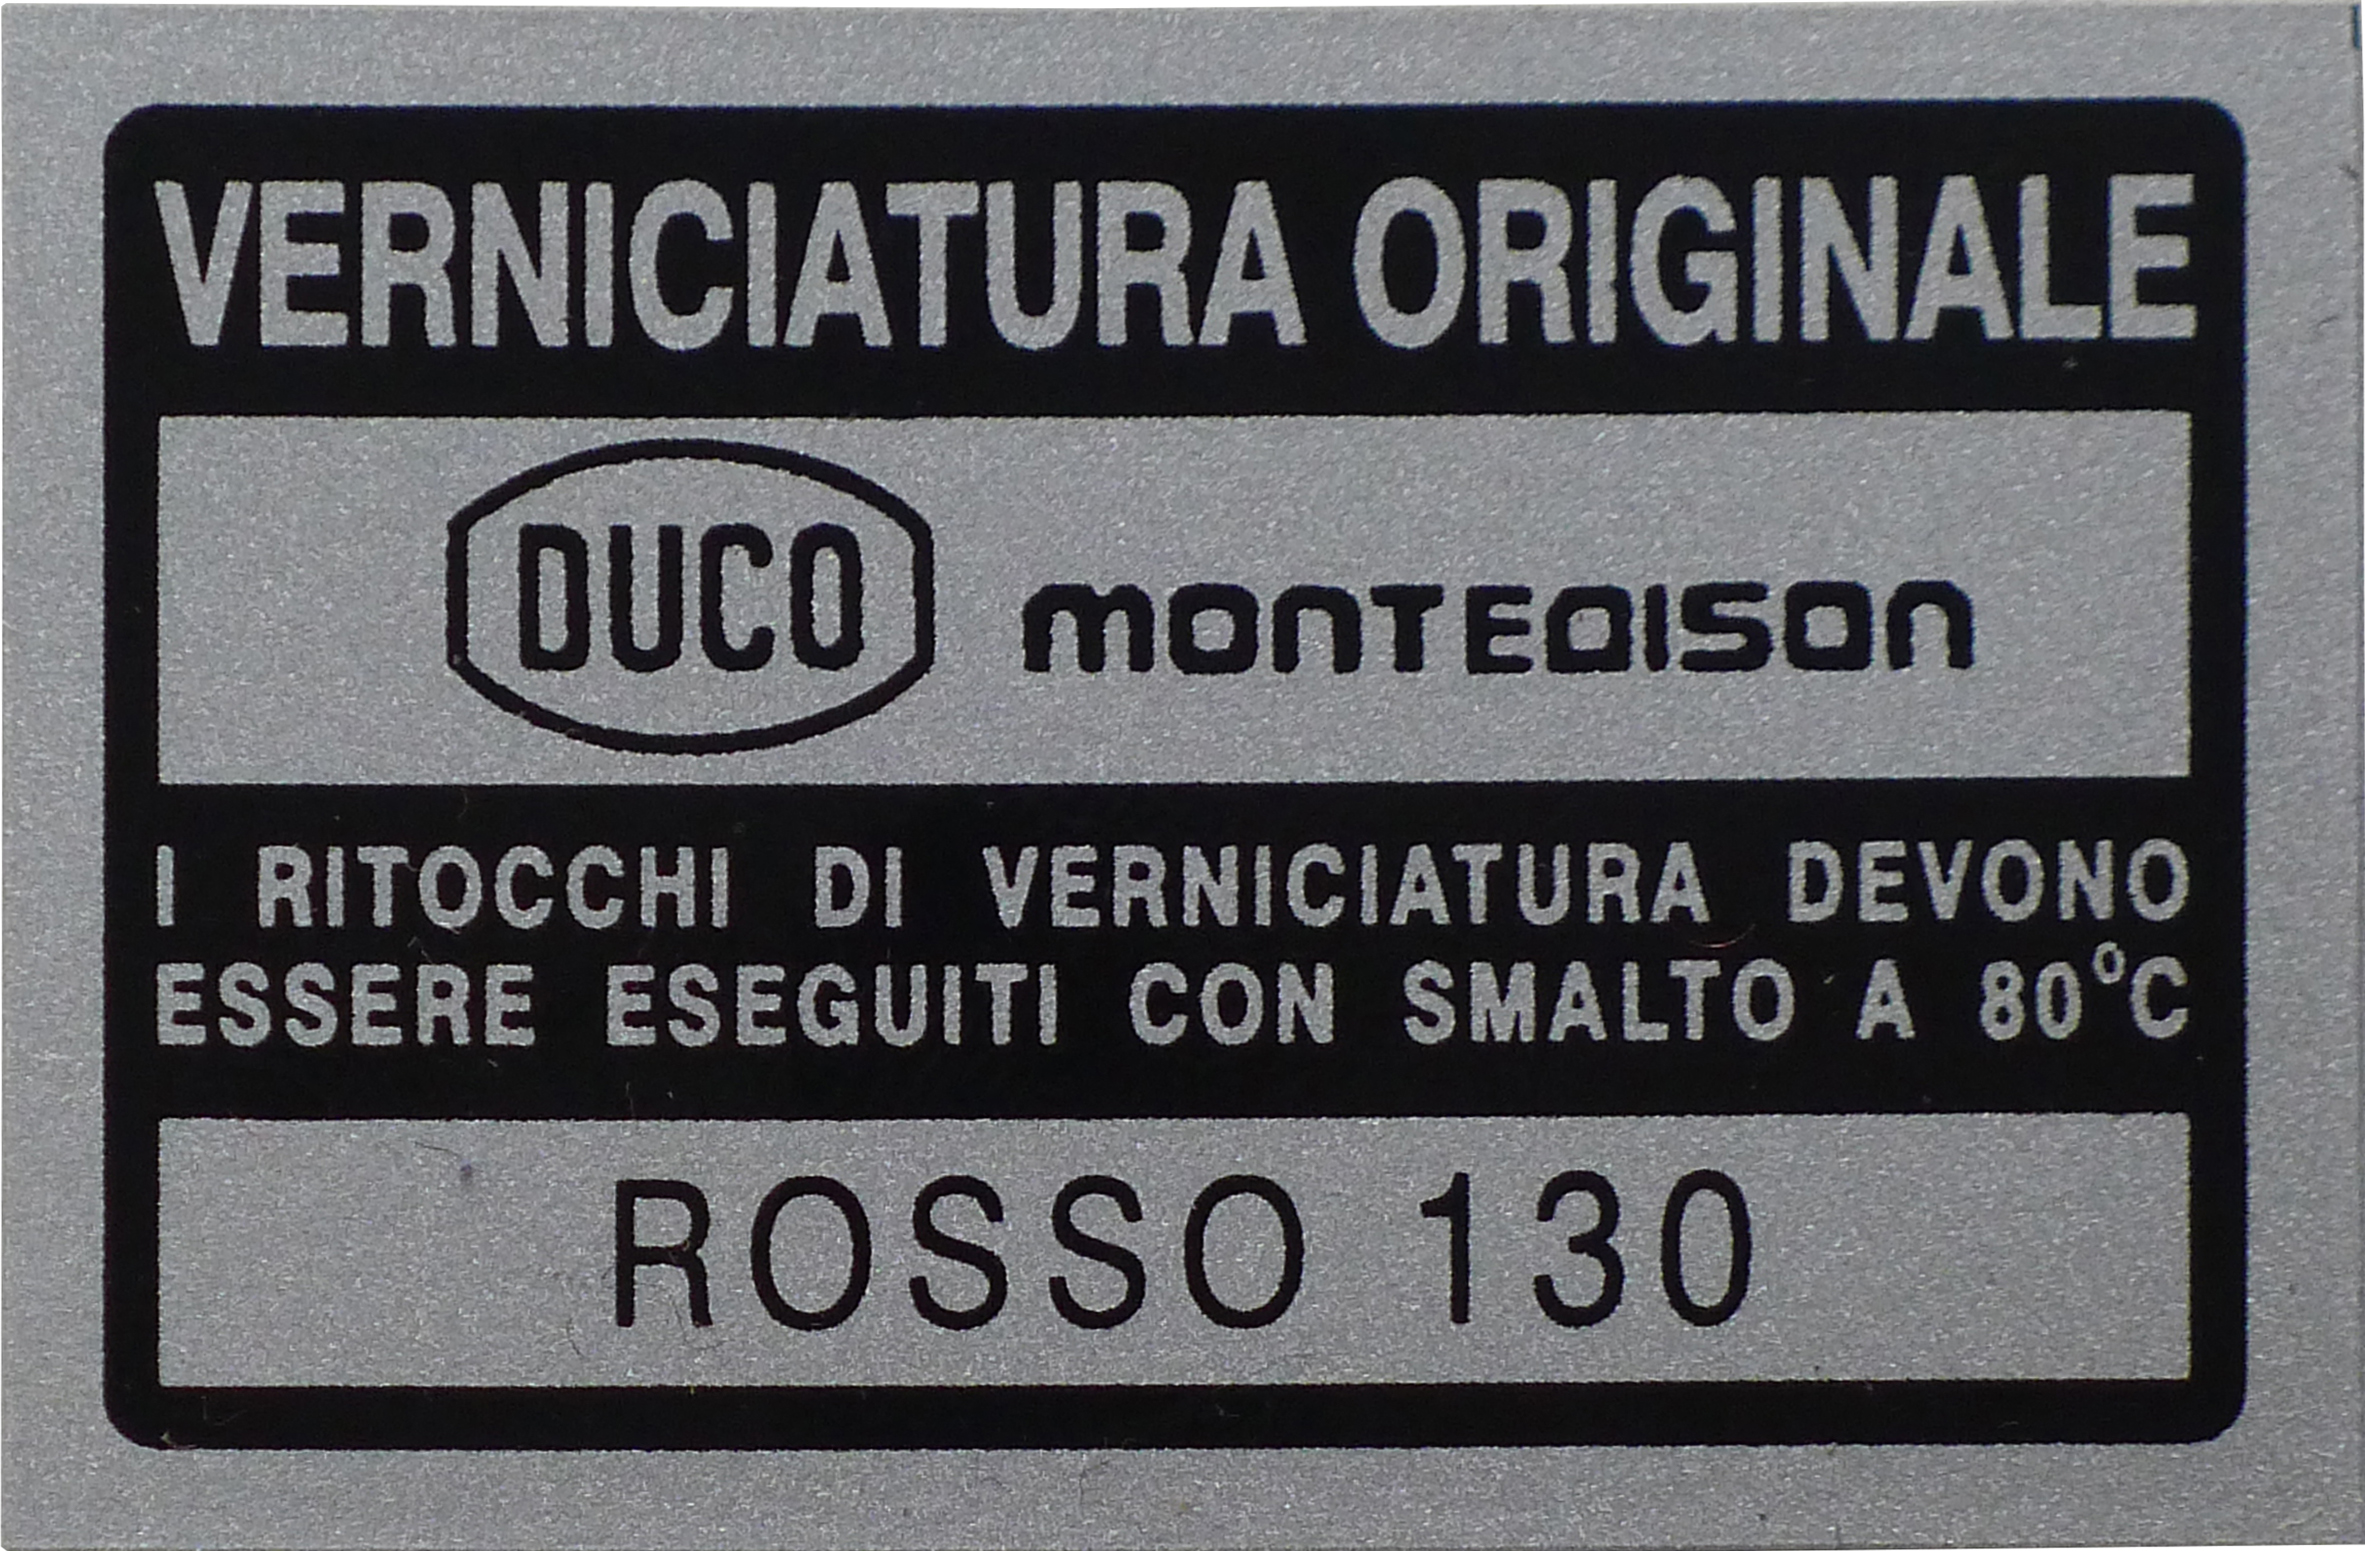 VERNICIATURA ORIGINALE
DUCO MONTEDISON
I RITOCCHI DI VERNICIATURA DEVONO
ESSERE ESEGUITI CON SMALTO A 80°C
ROSSO 130